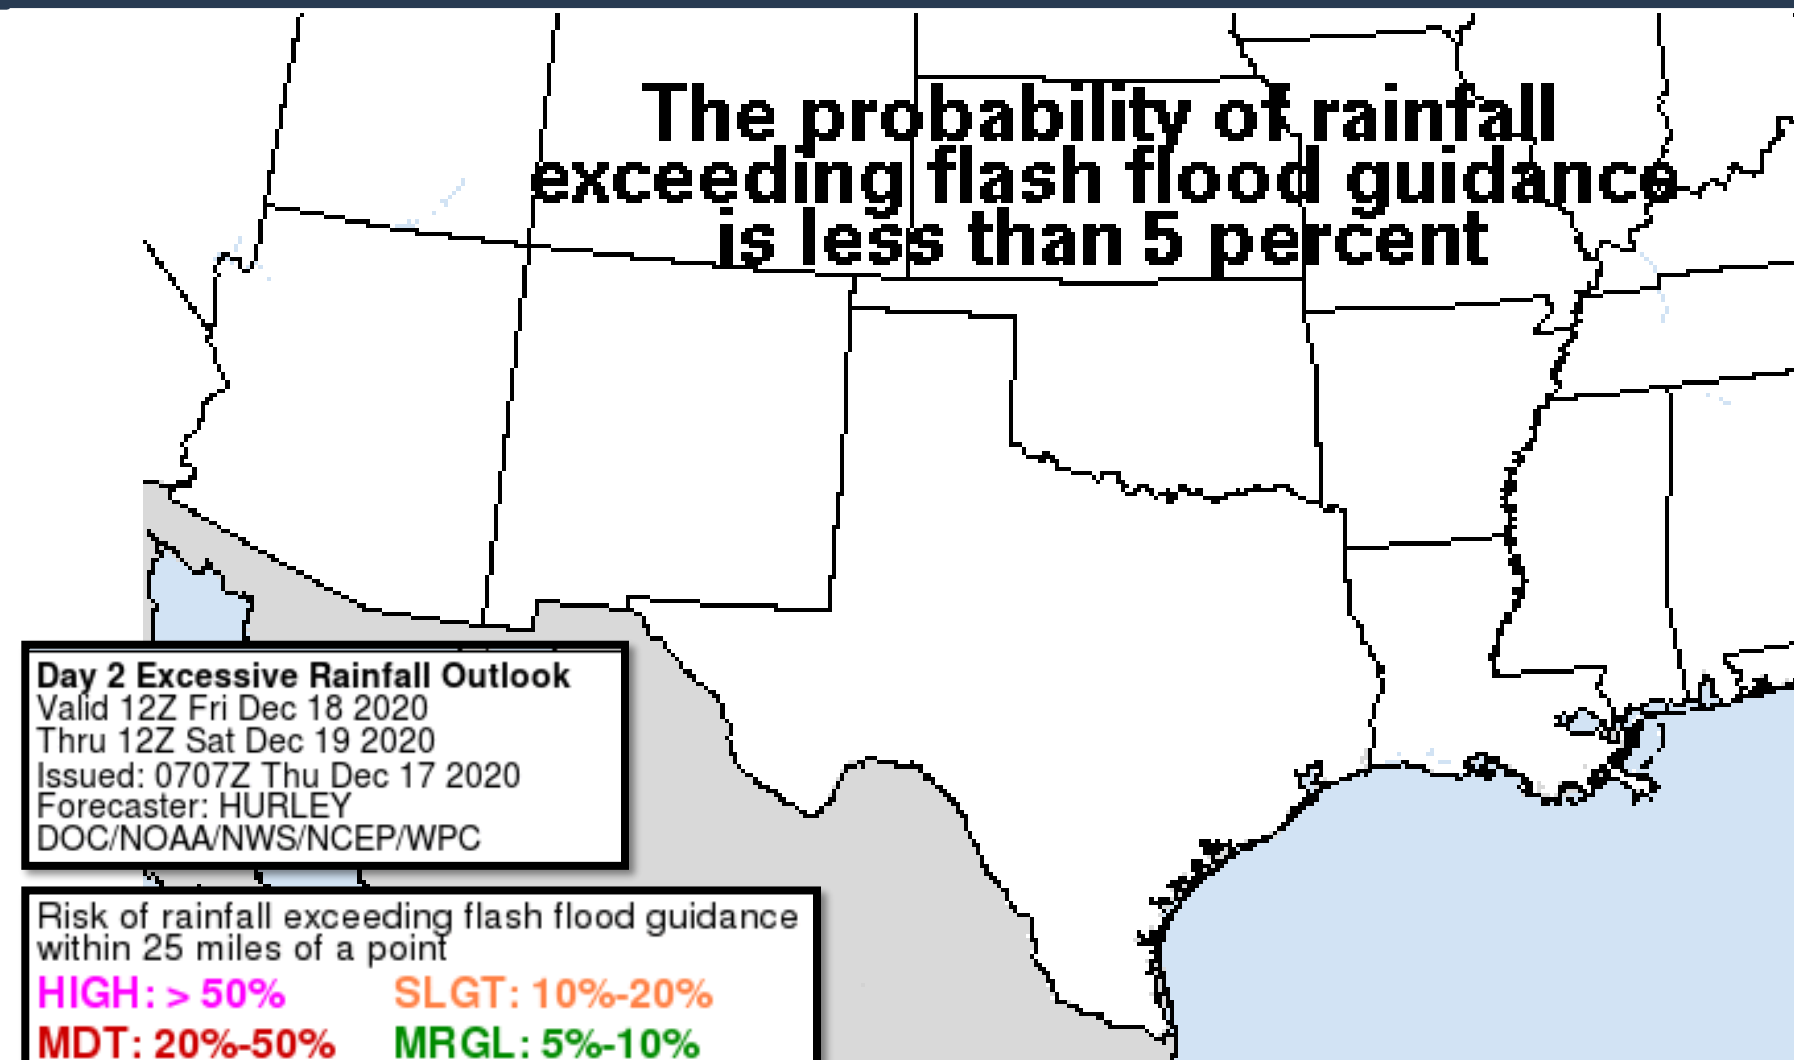 The probability of rainfall
exceeding flash flood guidance
is less than 5 percent
Day 2 Excessive Rainfall Outlook
Valid 12Z Fri Dec 18 2020
Thru 12Z Sat Dec 19 2020
Issued: 0707Z Thu Dec 17 2020
Forecaster: HURLEY
DOC/NOAA/NWS/NCEP/WPC
Risk of rainfall exceeding flash flood guidance
within 25 miles of a point
HIGH: > 50% SLGT: 10%-20%
MDT: 20%-50% MRGL: 5%-10%